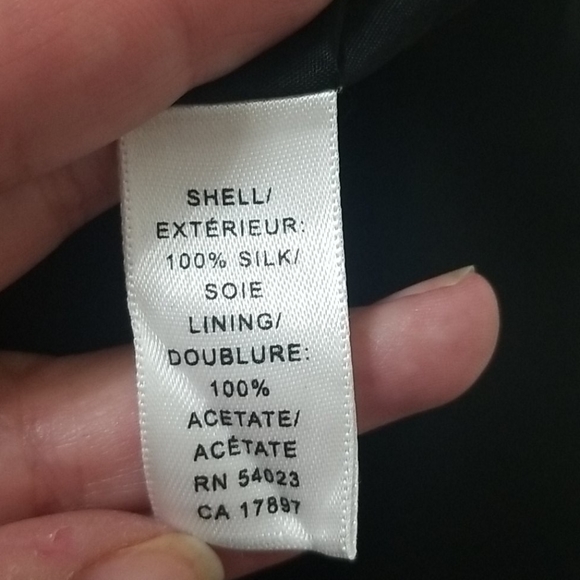 SHELL/
EXTÉRIEUR:
100% SILK/
SOIE
LINING/
DOUBLURE:
100%
ACETATE/
ACÉTATE
RN 54023
CA 17897